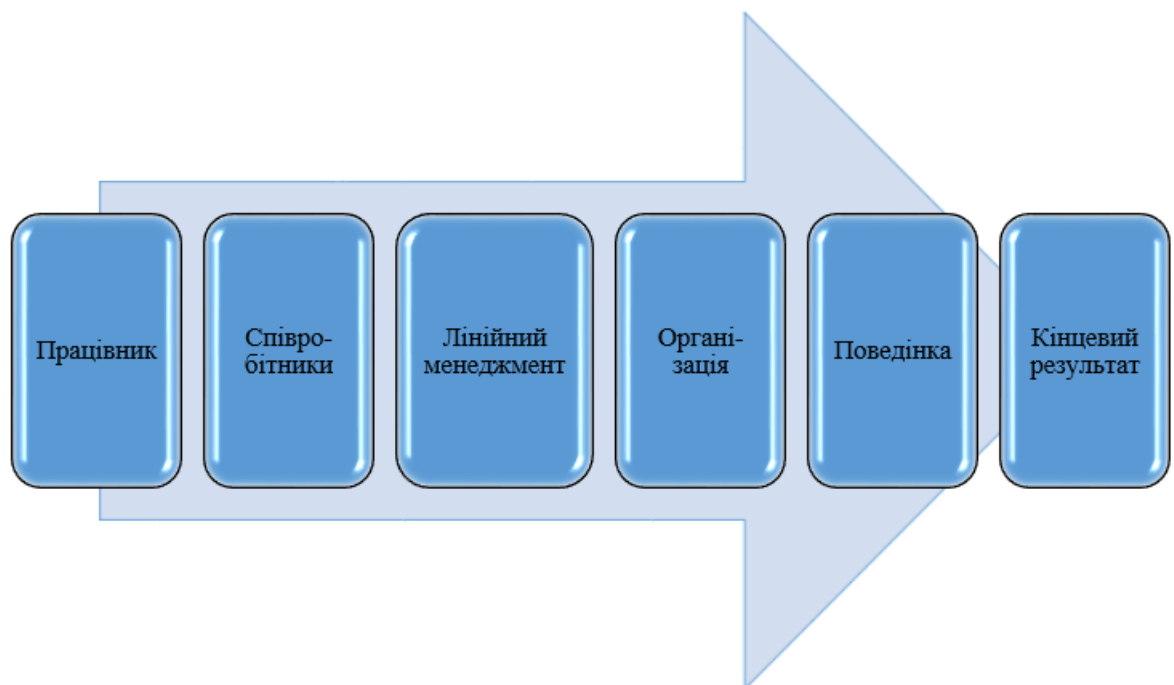 Працівник
Співро-
бітники
Лінійний
менеджмент
Органі-
зація
Поведінка
Кінцевий
результат